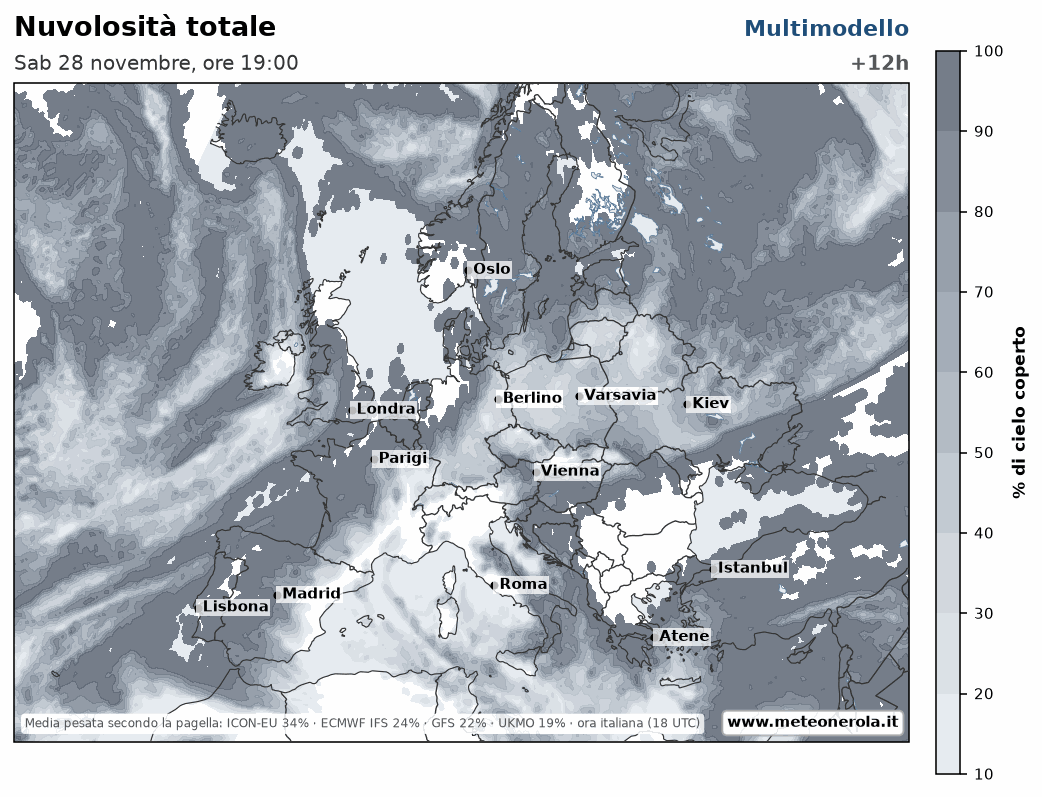 Nuvolosità totale
Multimodello
Sab 28 novembre, ore 19:00
+12h
100
90
80
70
60
50
40
30
20
10
% di cielo coperto
Oslo
Berlino
Varsavia
Kiev
Londra
Parigi
Vienna
Istanbul
Roma
Madrid
Lisbona
Atene
Media pesata secondo la pagella: ICON-EU 34% · ECMWF IFS 24% · GFS 22% · UKMO 19% · ora italiana (18 UTC)
www.meteonerola.it